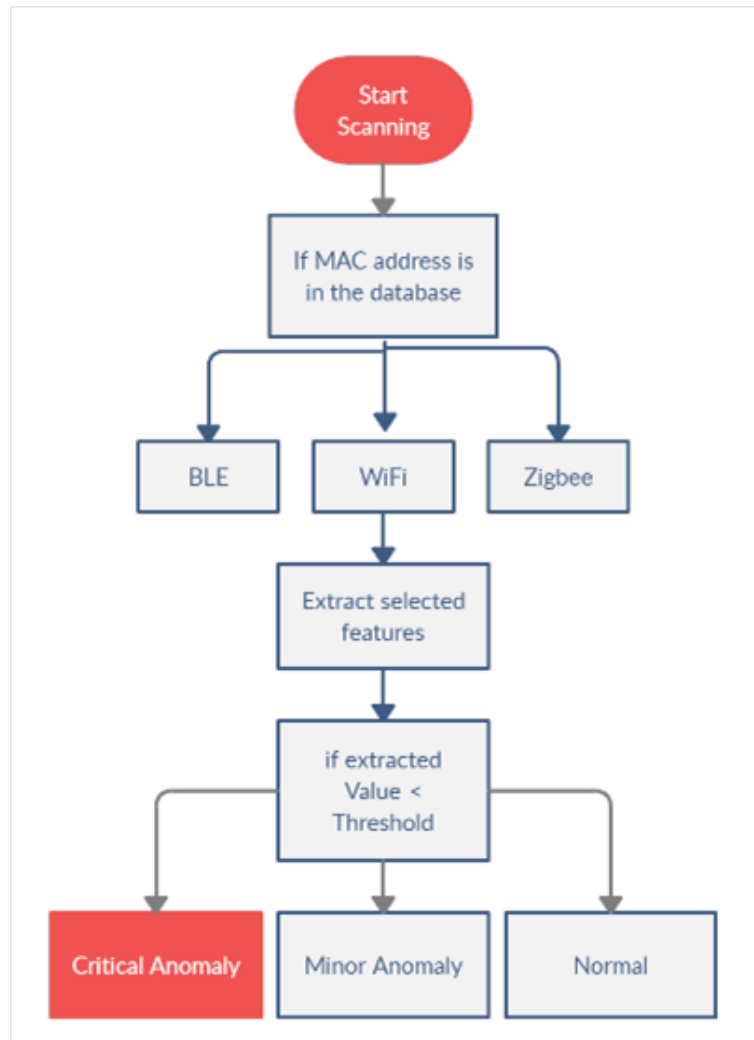 Start
Scanning
If MAC address is
in the database
BLE
WiFi
Zigbee
Extract selected
features
if extracted
Value <
Threshold
Critical Anomaly
Minor Anomaly
Normal